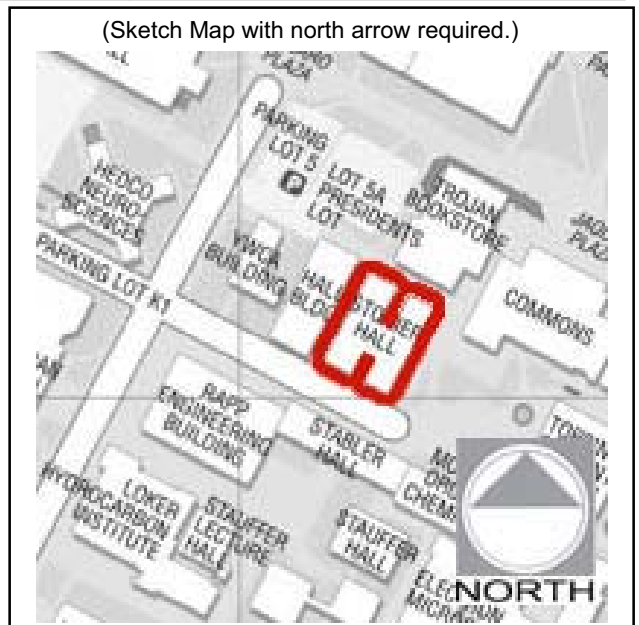 (Sketch Map with north arrow required.)
PLAZA
PARKING
LOT 5
P
LOT 5A
PRESIDENTS
LOT
TROJAN
BOOKSTORE
HEDCO
NEURO-
SCIENCES
YWCA
BUILDING
HALL
BLDG
HALL
COMMONS
PARKING LOT K1
RAPP
ENGINEERING
BUILDING
STABLER
HALL
LOKER
HYDROCARBON
INSTITUTE
STAUFFER
LECTURE
HALL
STAUFFER
HALL
NORTH